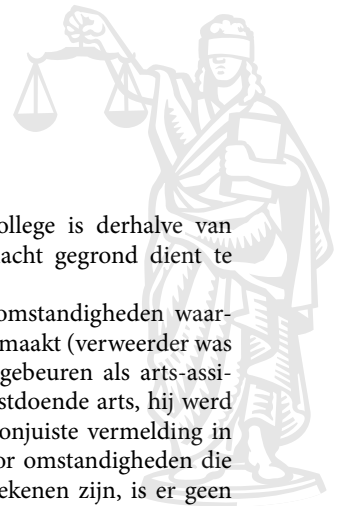 ollege is derhalve van
acht gegrond dient te
omstandigheden waar-
maakt (verweerder was
gebeuren als arts-assi-
stdoende arts, hij werd
onjuiste vermelding in
or omstandigheden die
ekenen zijn, is er geen